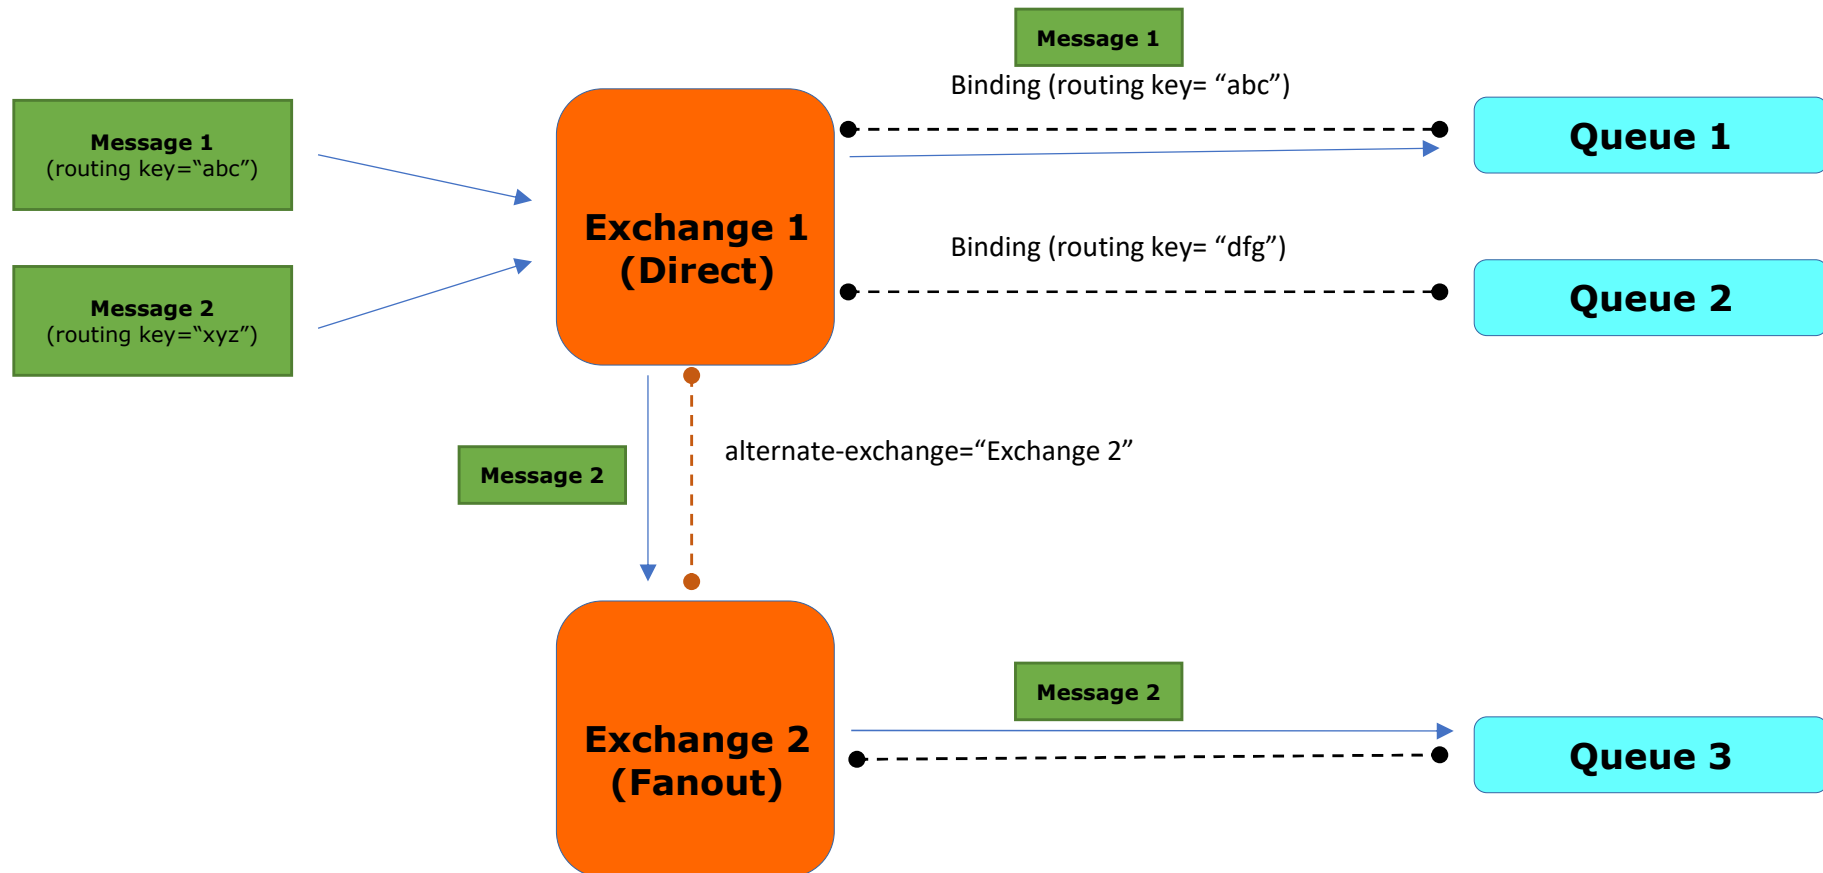 Message 1
Binding (routing key= “abc”)
Message 1
(routing key=“abc”)
Queue 1
Exchange 1
(Direct)
Binding (routing key= “dfg”)
Message 2
(routing key=“xyz”)
Queue 2
alternate-exchange=“Exchange 2”
Message 2
Message 2
Exchange 2
(Fanout)
Queue 3